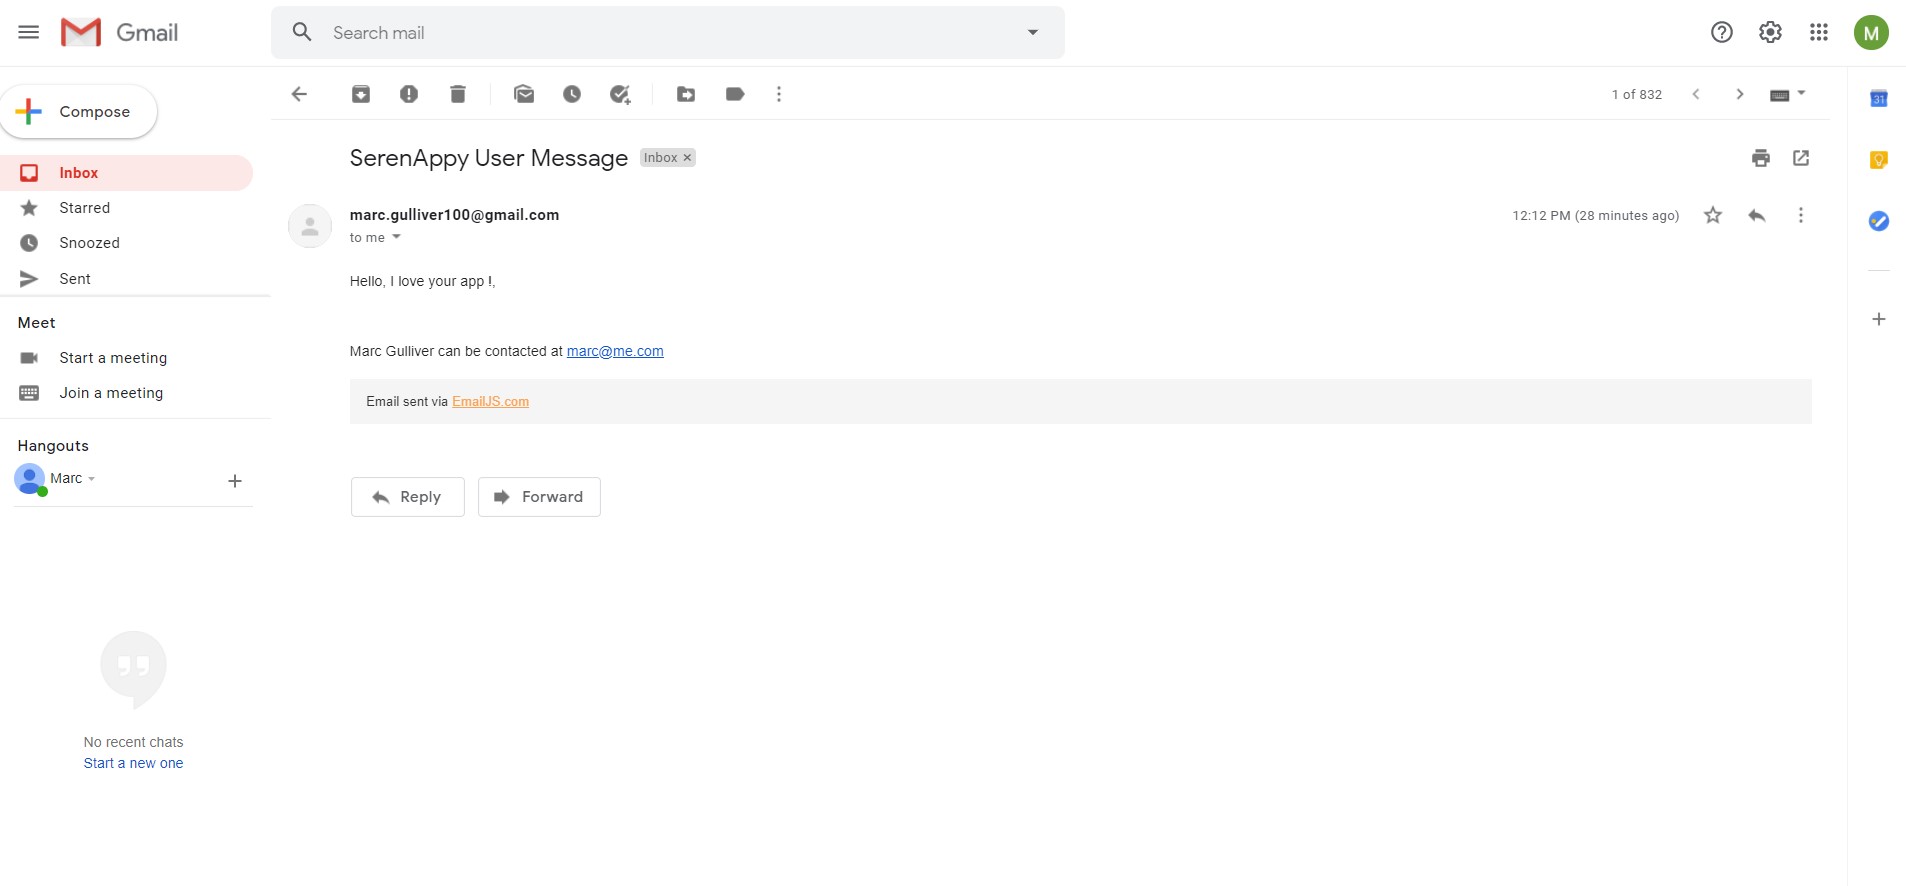 Gmail
Search mail
M
Compose
1 of 832
31
SerenAppy User Message Inbox ×
Inbox
Starred
Snoozed
Sent
marc.gulliver100@gmail.com
12:12 PM (28 minutes ago)
to me
Hello, I love your app !,
Meet
Start a meeting
Join a meeting
Marc Gulliver can be contacted at marc@me.com
Email sent via EmailJS.com
Hangouts
Marc
Reply
Forward
No recent chats
Start a new one